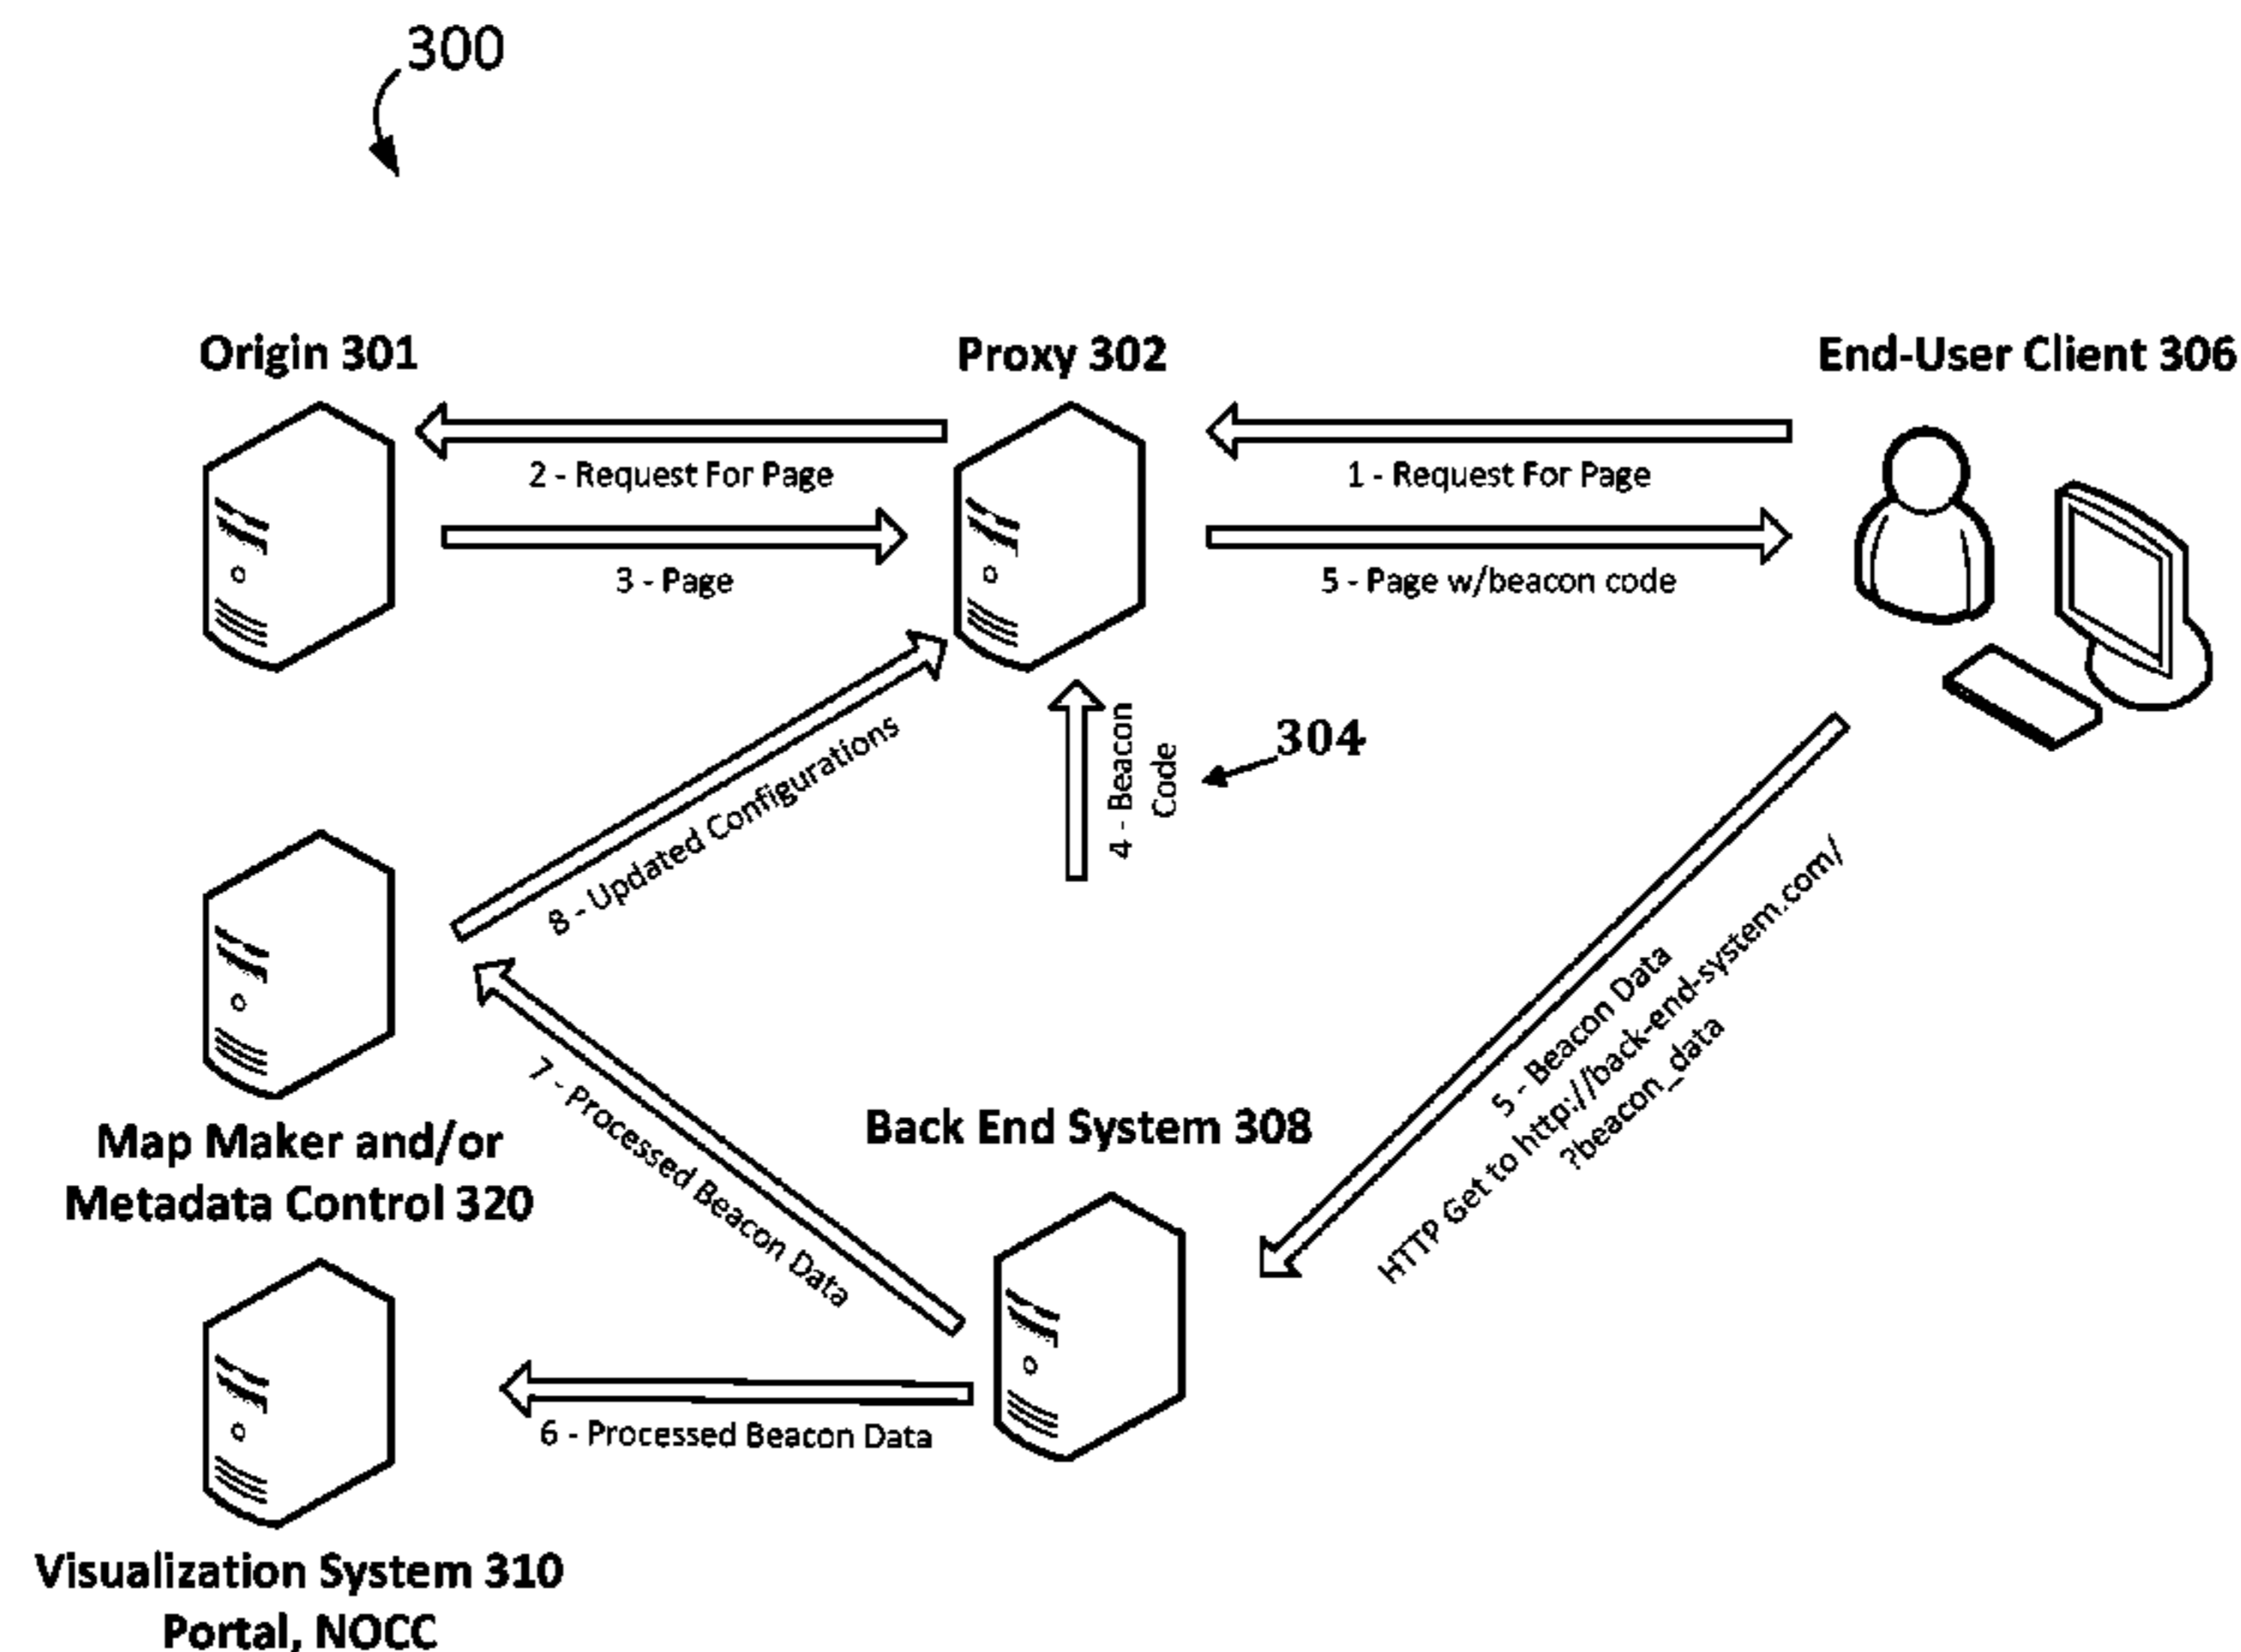 300
Origin 301
Proxy 302
End-User Client 306
2 - Request For Page
1 - Request For Page
3 - Page
5 - Page w/beacon code
4 - Beacon
Code
304
8 - Updated Configurations
5 - Beacon Data
HTTP Get to http://back-end-system.com/
?beacon_data
7 - Processed Beacon Data
Back End System 308
Map Maker and/or
Metadata Control 320
6 - Processed Beacon Data
Visualization System 310
Portal, NOCC